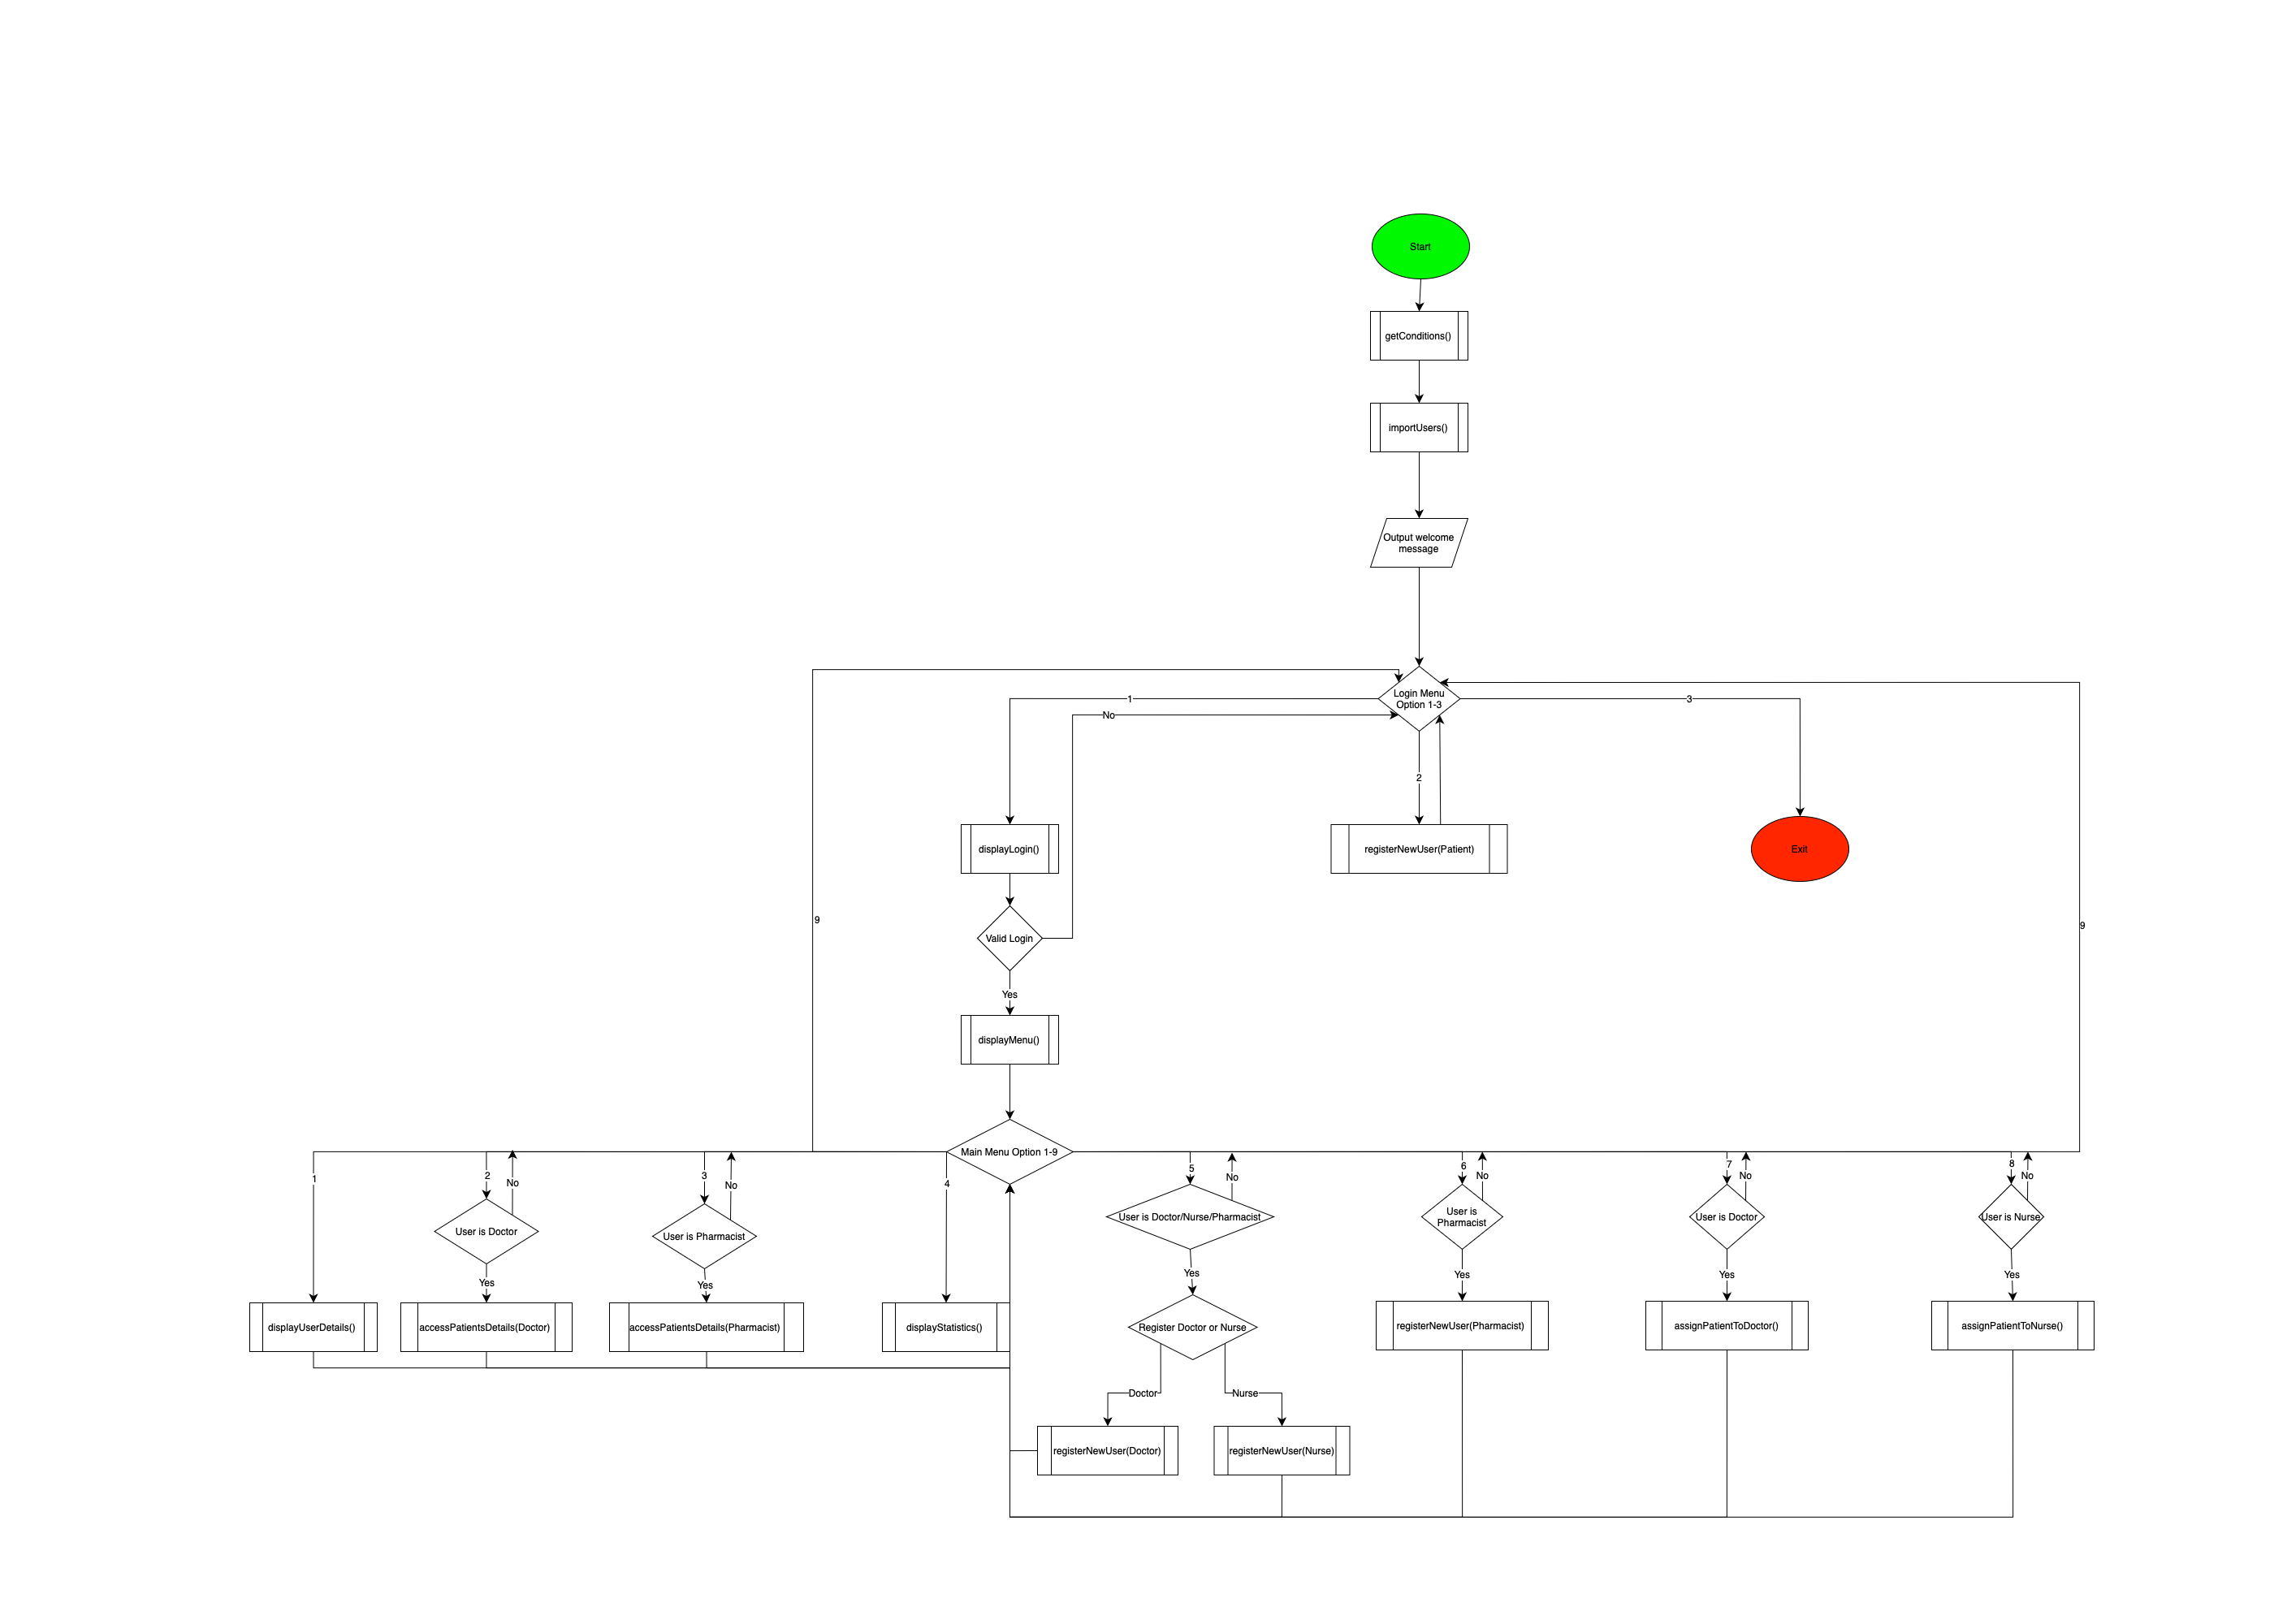 Start
getConditions()
importUsers()
Output welcome
message
Login Menu
Option 1-3
1
3
No
2
displayLogin()
registerNewUser(Patient)
Exit
9
9
Valid Login
Yes
displayMenu()
Main Menu Option 1-9
1
2
No
3
No
4
5
No
6
No
7
No
8
No
User is Doctor
User is Pharmacist
User is Doctor/Nurse/Pharmacist
User is
Pharmacist
User is Doctor
User is Nurse
Yes
Yes
Yes
Yes
Yes
Yes
displayUserDetails()
accessPatientsDetails(Doctor)
accessPatientsDetails(Pharmacist)
displayStatistics()
Register Doctor or Nurse
registerNewUser(Pharmacist)
assignPatientToDoctor()
assignPatientToNurse()
Doctor
Nurse
registerNewUser(Doctor)
registerNewUser(Nurse)